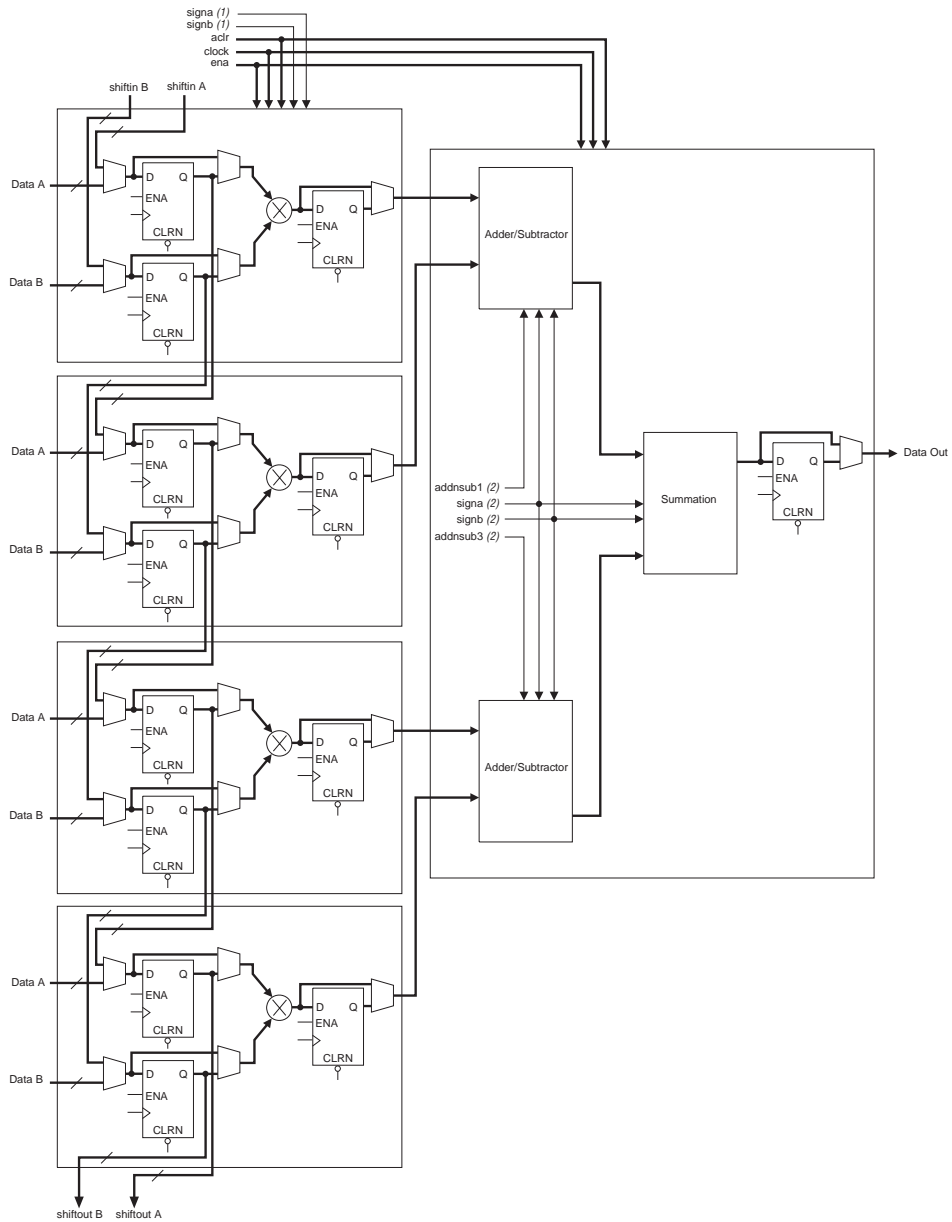 signa (1)
signb (1)
aclr
clock
ena
shiftin B
shiftin A
Data A
D Q
ENA
CLRN
D Q
ENA
CLRN
Data B
D Q
ENA
CLRN
Adder/Subtractor
Data A
D Q
ENA
CLRN
D Q
ENA
CLRN
Data B
D Q
ENA
CLRN
addnsub1 (2)
signa (2)
signb (2)
addnsub3 (2)
Summation
D Q
ENA
CLRN
Data Out
Data A
D Q
ENA
CLRN
D Q
ENA
CLRN
Data B
D Q
ENA
CLRN
Adder/Subtractor
Data A
D Q
ENA
CLRN
D Q
ENA
CLRN
Data B
D Q
ENA
CLRN
shiftout B
shiftout A